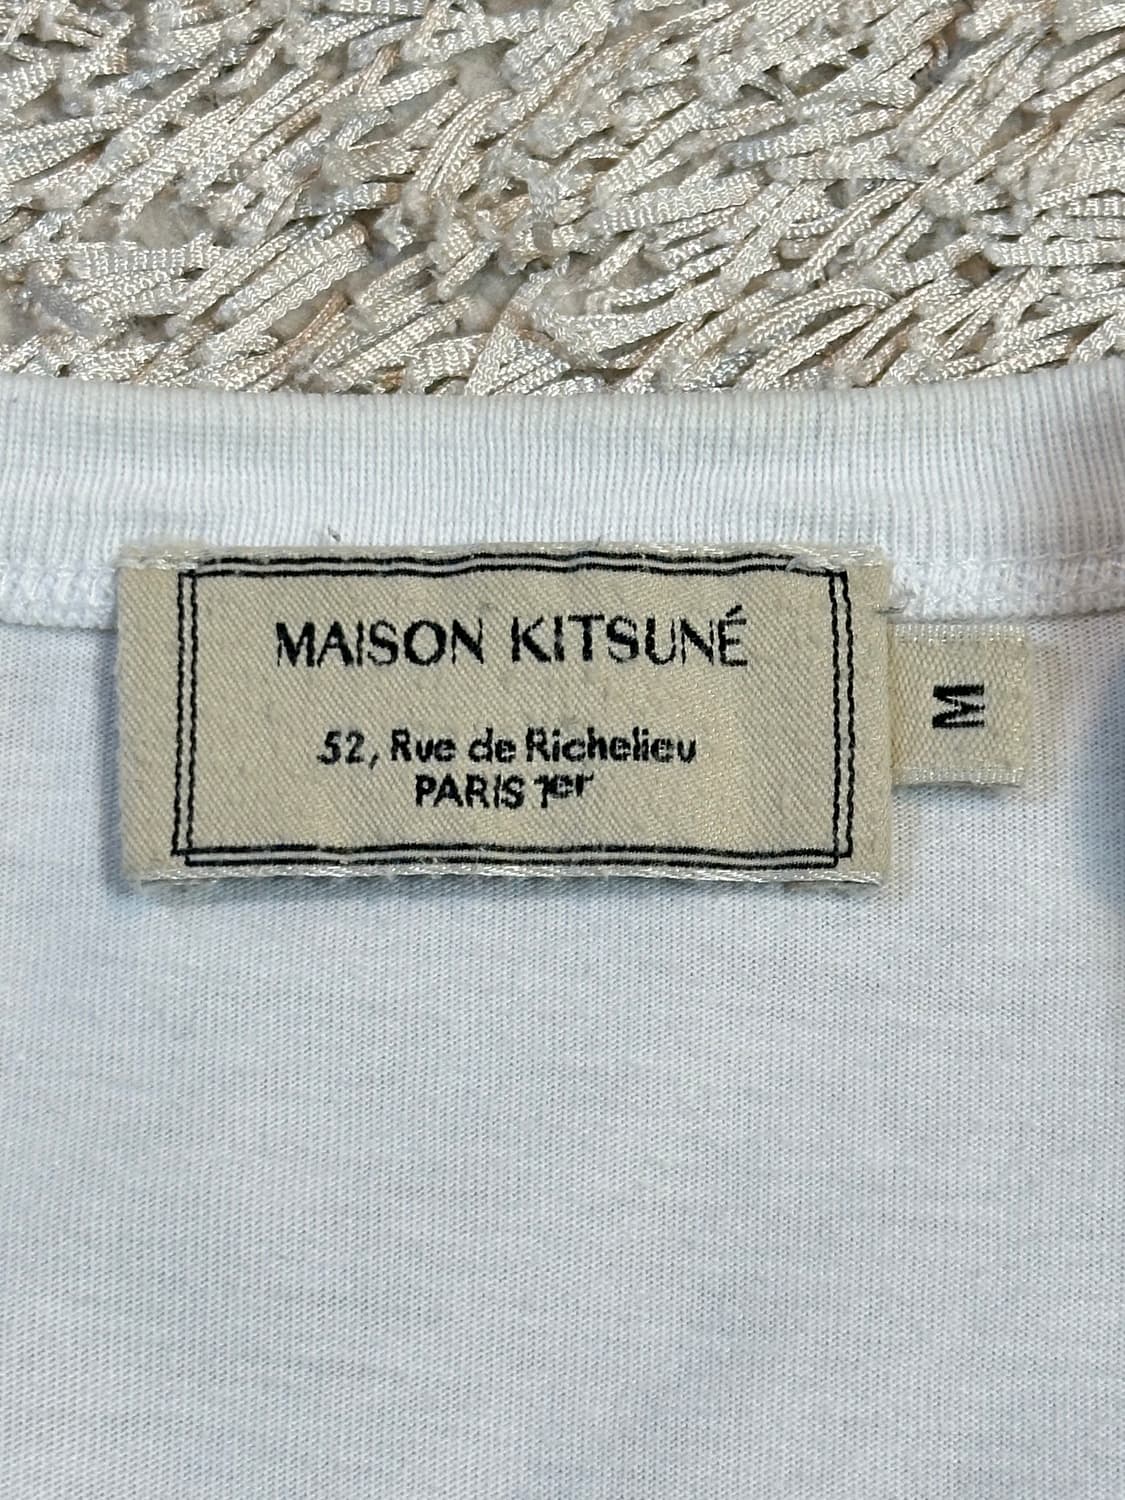 MAISON KITSUNÉ
52, Rue de Richelieu
PARIS 1er
M